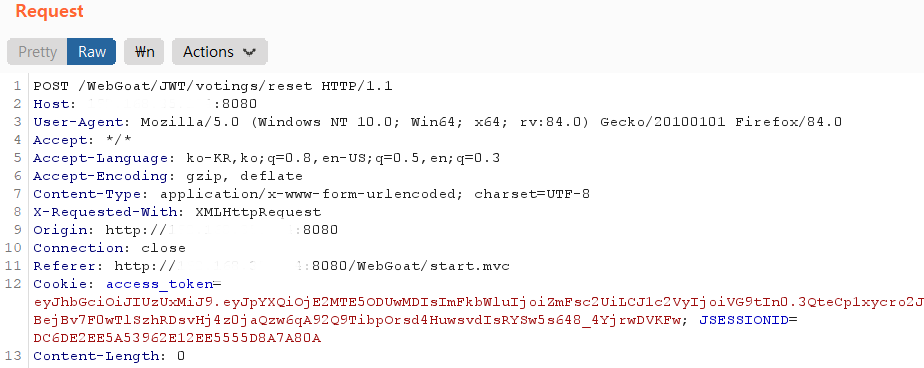 Request
Pretty Raw ₩n Actions
1 POST /WebGoat/JWT/votings/reset HTTP/1.1
2 Host: :8080
3 User-Agent: Mozilla/5.0 (Windows NT 10.0; Win64; x64; rv:84.0) Gecko/20100101 Firefox/84.0
4 Accept: */*
5 Accept-Language: ko-KR,ko;q=0.8,en-US;q=0.5,en;q=0.3
6 Accept-Encoding: gzip, deflate
7 Content-Type: application/x-www-form-urlencoded; charset=UTF-8
8 X-Requested-With: XMLHttpRequest
9 Origin: http:// :8080
10 Connection: close
11 Referer: http:// :8080/WebGoat/start.mvc
12 Cookie: access_token=
eyJhbGciOiJIUzUxMiJ9.eyJpYXQiOjE2MTE5ODUwMDIsImFkbWluIjoiZmFsc2UiLCJ1c2VyIjoiVG9tIn0.3QteCplxycro2J
BejBv7F0wTlSzhRDsvHj4z0jaQzw6qA92Q9TibpOrsd4HuwsvdIsRYSw5s648_4YjrwDVKFw; JSESSIONID=
DC6DE2EE5A53962E12EE5555D8A7A80A
13 Content-Length: 0